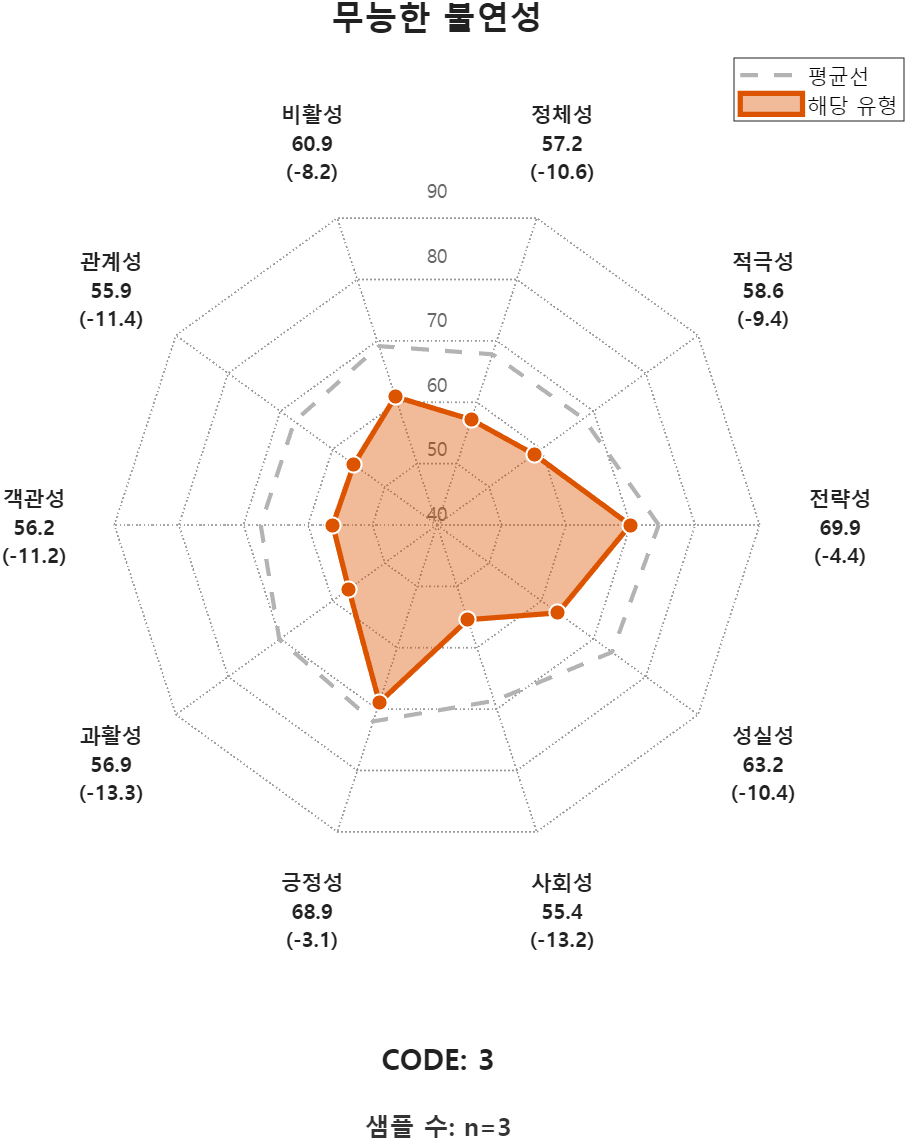 무능한 불연성
평균선
해당 유형
비활성
60.9
(-8.2)
정체성
57.2
(-10.6)
관계성
55.9
(-11.4)
적극성
58.6
(-9.4)
90
80
70
60
50
40
객관성
56.2
(-11.2)
전략성
69.9
(-4.4)
과활성
56.9
(-13.3)
성실성
63.2
(-10.4)
긍정성
68.9
(-3.1)
사회성
55.4
(-13.2)
CODE: 3
샘플 수: n=3